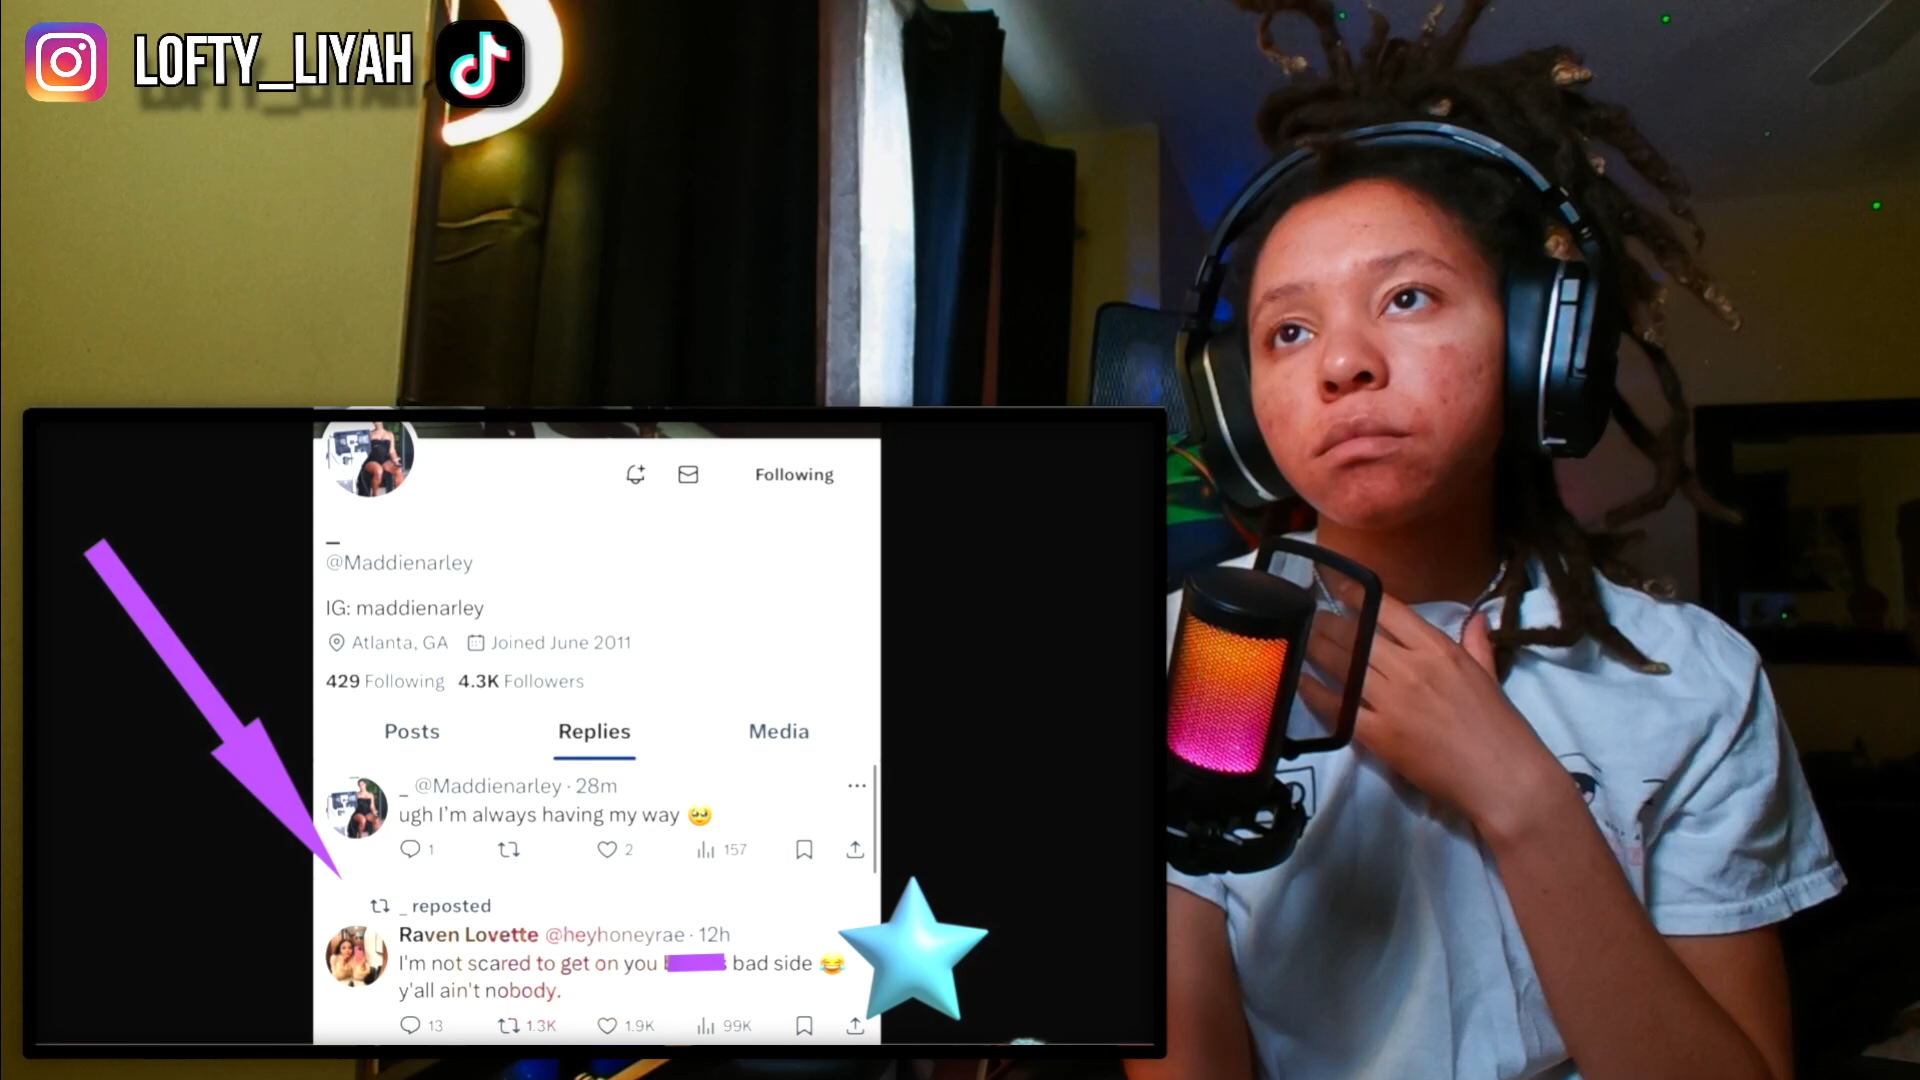 LOFTY_LIYAH
Following
_
@Maddienarley
IG: maddienarley
Atlanta, GA Joined June 2011
429 Following 4.3K Followers
Posts Replies Media
_ @Maddienarley · 28m
ugh I'm always having my way 🥺
1 2 157
_ reposted
Raven Lovette @heyhoneyrae · 12h
I'm not scared to get on you bad side 😂
y'all ain't nobody.
13 1.3K 1.9K 99K